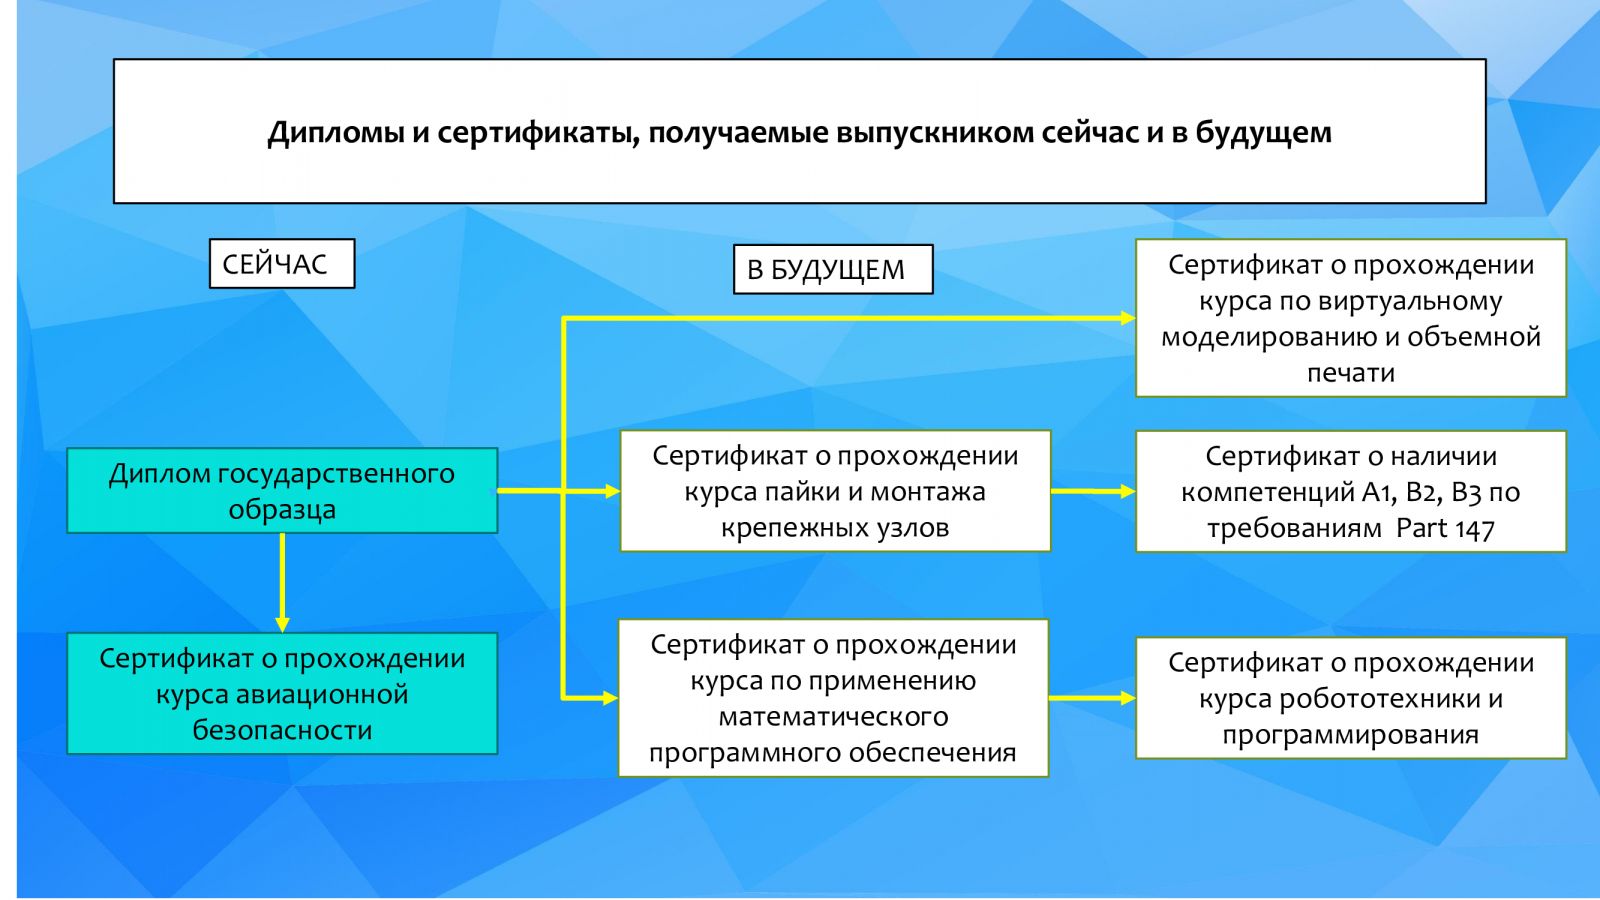 Дипломы и сертификаты, получаемые выпускником сейчас и в будущем
СЕЙЧАС
В БУДУЩЕМ
Сертификат о прохождении
курса по виртуальному
моделированию и объемной
печати
Диплом государственного
образца
Сертификат о прохождении
курса пайки и монтажа
крепежных узлов
Сертификат о наличии
компетенций А1, В2, В3 по
требованиям  Part 147
Сертификат о прохождении
курса авиационной
безопасности
Сертификат о прохождении
курса по применению
математического
программного обеспечения
Сертификат о прохождении
курса робототехники и
программирования